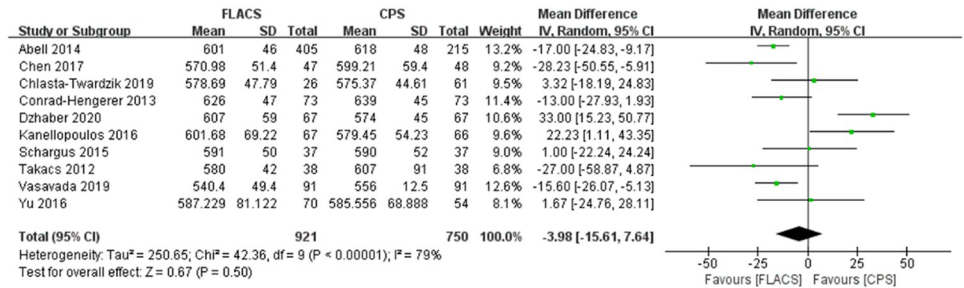 FLACS CPS Mean Difference Mean Difference
Study or Subgroup Mean SD Total Mean SD Total Weight IV, Random, 95% CI IV, Random, 95% CI
Abell 2014 601 46 405 618 48 215 13.2% -17.00 [-24.83, -9.17]
Chen 2017 570.98 51.4 47 599.21 59.4 48 9.2% -28.23 [-50.55, -5.91]
Chlasta-Twardzik 2019 578.69 47.79 26 575.37 44.61 61 9.5% 3.32 [-18.19, 24.83]
Conrad-Hengerer 2013 626 47 73 639 45 73 11.4% -13.00 [-27.93, 1.93]
Dzhaber 2020 607 59 67 574 45 67 10.6% 33.00 [15.23, 50.77]
Kanellopoulos 2016 601.68 69.22 67 579.45 54.23 66 9.6% 22.23 [1.11, 43.35]
Schargus 2015 591 50 37 590 52 37 9.0% 1.00 [-22.24, 24.24]
Takacs 2012 580 42 38 607 91 38 6.7% -27.00 [-58.87, 4.87]
Vasavada 2019 540.4 49.4 91 556 12.5 91 12.6% -15.60 [-26.07, -5.13]
Yu 2016 587.229 81.122 70 585.556 68.888 54 8.1% 1.67 [-24.76, 28.11]
Total (95% CI) 921 750 100.0% -3.98 [-15.61, 7.64]
Heterogeneity: Tau² = 250.65; Chi² = 42.36, df = 9 (P < 0.00001); I² = 79%
Test for overall effect: Z = 0.67 (P = 0.50)
-50 -25 0 25 50
Favours [FLACS] Favours [CPS]